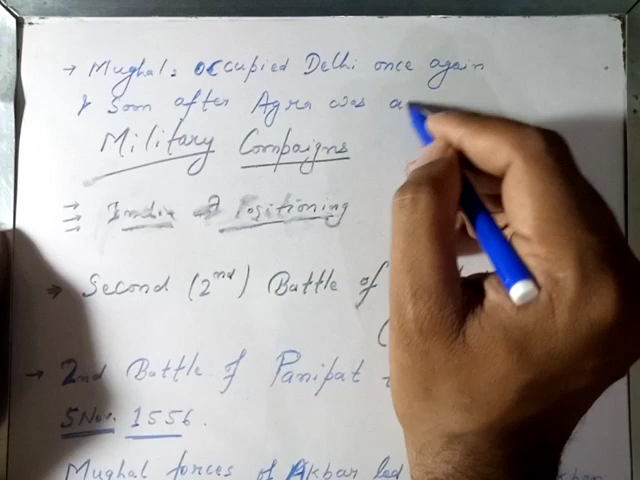 → Mughals occupied Delhi once again
& Soon after Agra was a
Military Compaigns
Positioning
⇒ Second (2nd) Battle of
(
→ 2nd Battle of Panipat -
5 Nov. 1556.
Mughal forces of Akbar led